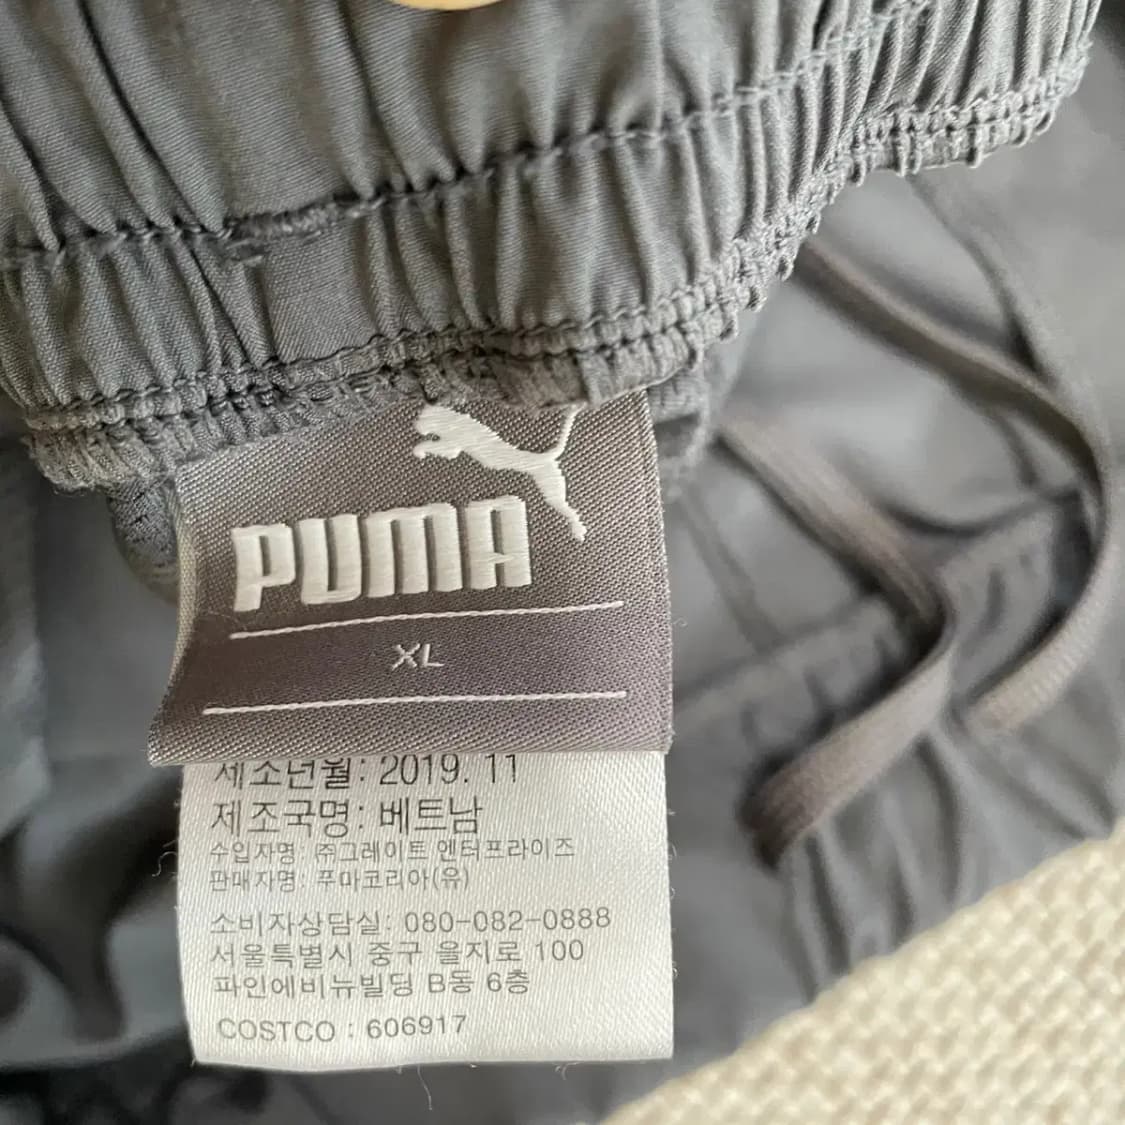 PUMA
XL
제조년월: 2019. 11
제조국명: 베트남
수입자명: ㈜그레이트 엔터프라이즈
판매자명: 푸마코리아(유)
소비자상담실: 080-082-0888
서울특별시 중구 을지로 100
파인에비뉴빌딩 B동 6층
COSTCO : 606917